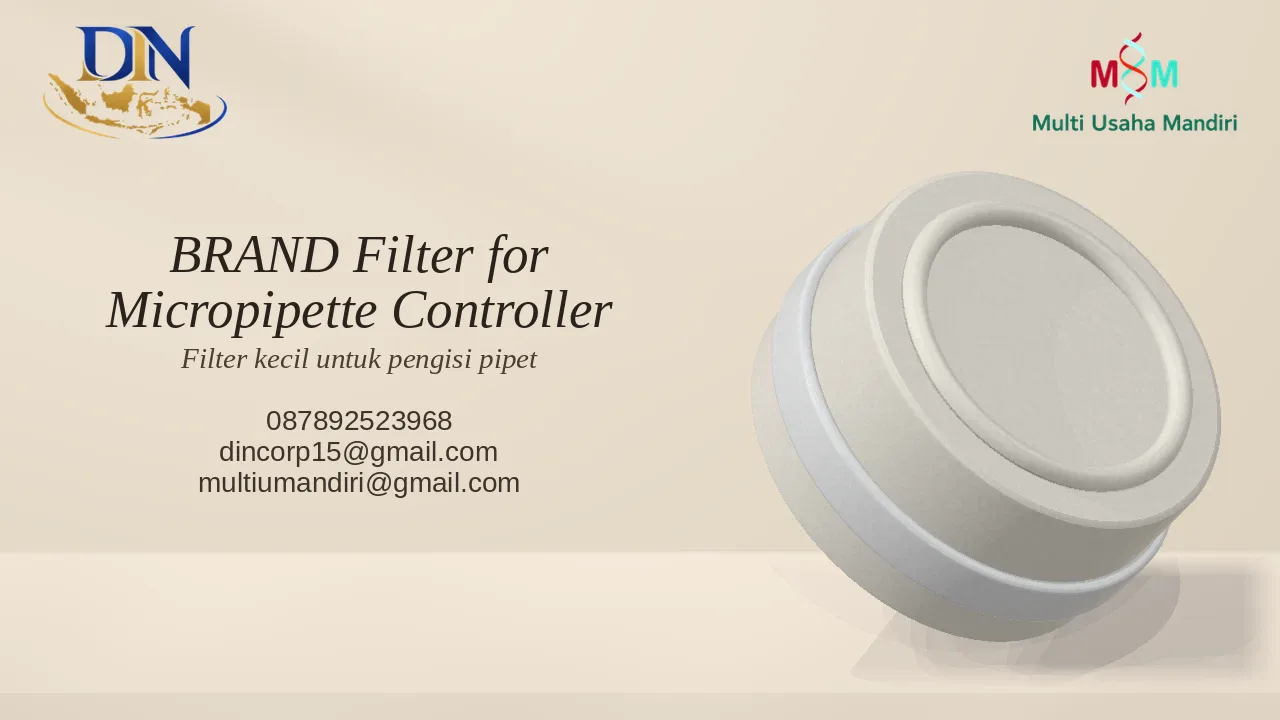 DIN
MSM
Multi Usaha Mandiri
BRAND Filter for
Micropipette Controller
Filter kecil untuk pengisi pipet
087892523968
dincorp15@gmail.com
multiumandiri@gmail.com